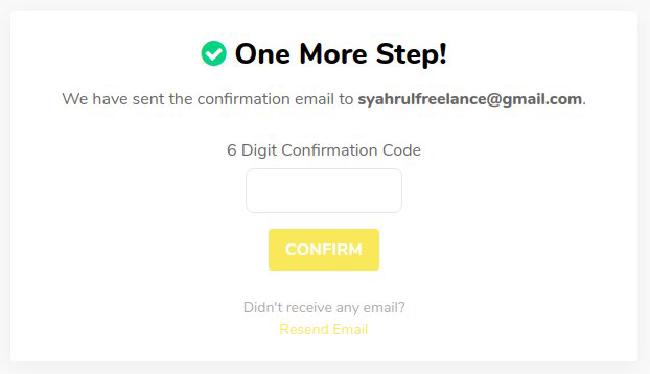 One More Step!
We have sent the confirmation email to syahrulfreelance@gmail.com.
6 Digit Confirmation Code
CONFIRM
Didn't receive any email?
Resend Email